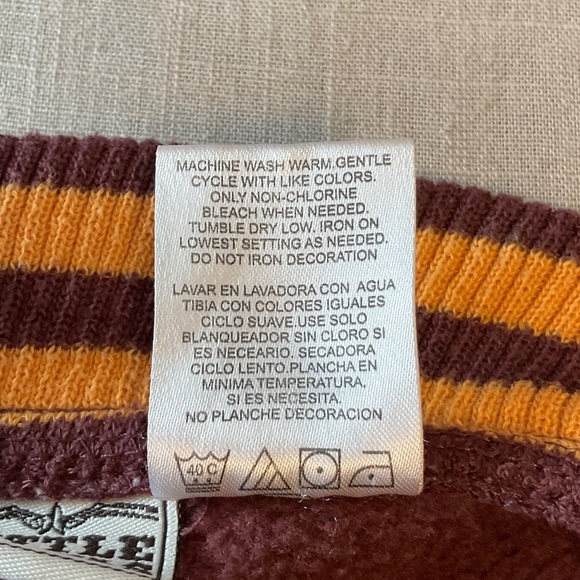 MACHINE WASH WARM.GENTLE
CYCLE WITH LIKE COLORS.
ONLY NON-CHLORINE
BLEACH WHEN NEEDED.
TUMBLE DRY LOW. IRON ON
LOWEST SETTING AS NEEDED.
DO NOT IRON DECORATION
LAVAR EN LAVADORA CON AGUA
TIBIA CON COLORES IGUALES
CICLO SUAVE.USE SOLO
BLANQUEADOR SIN CLORO SI
ES NECEARIO. SECADORA
CICLO LENTO.PLANCHA EN
MINIMA TEMPERATURA,
SI ES NECESITA.
NO PLANCHE DECORACION
40 C